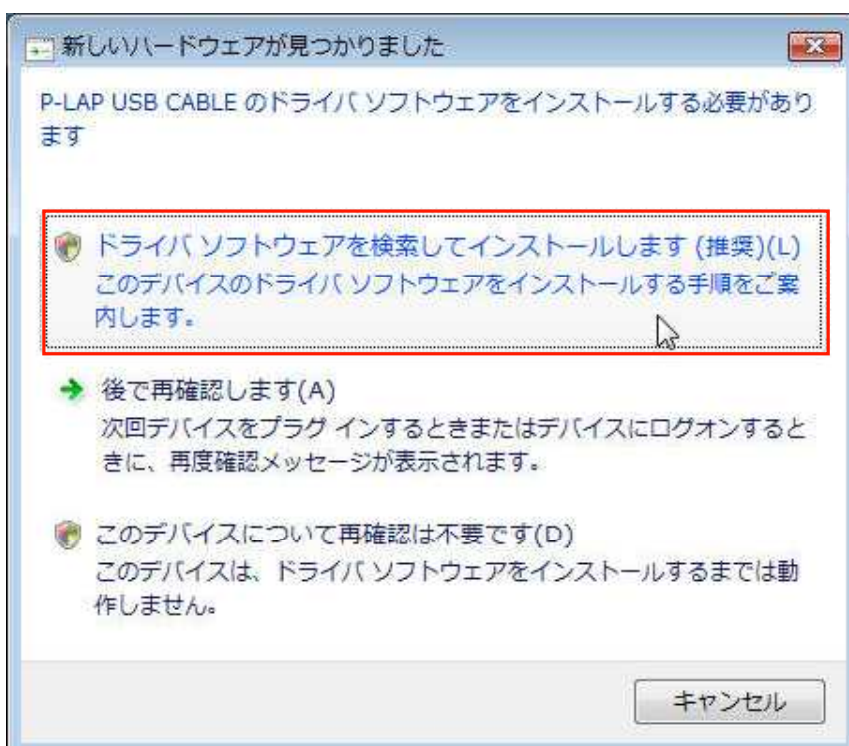 新しいハードウェアが見つかりました
P-LAP USB CABLE のドライバ ソフトウェアをインストールする必要があり
ます
ドライバ ソフトウェアを検索してインストールします (推奨)(L)
このデバイスのドライバ ソフトウェアをインストールする手順をご案
内します。
後で再確認します(A)
次回デバイスをプラグ インするときまたはデバイスにログオンすると
きに、再度確認メッセージが表示されます。
このデバイスについて再確認は不要です(D)
このデバイスは、ドライバ ソフトウェアをインストールするまでは動
作しません。
キャンセル